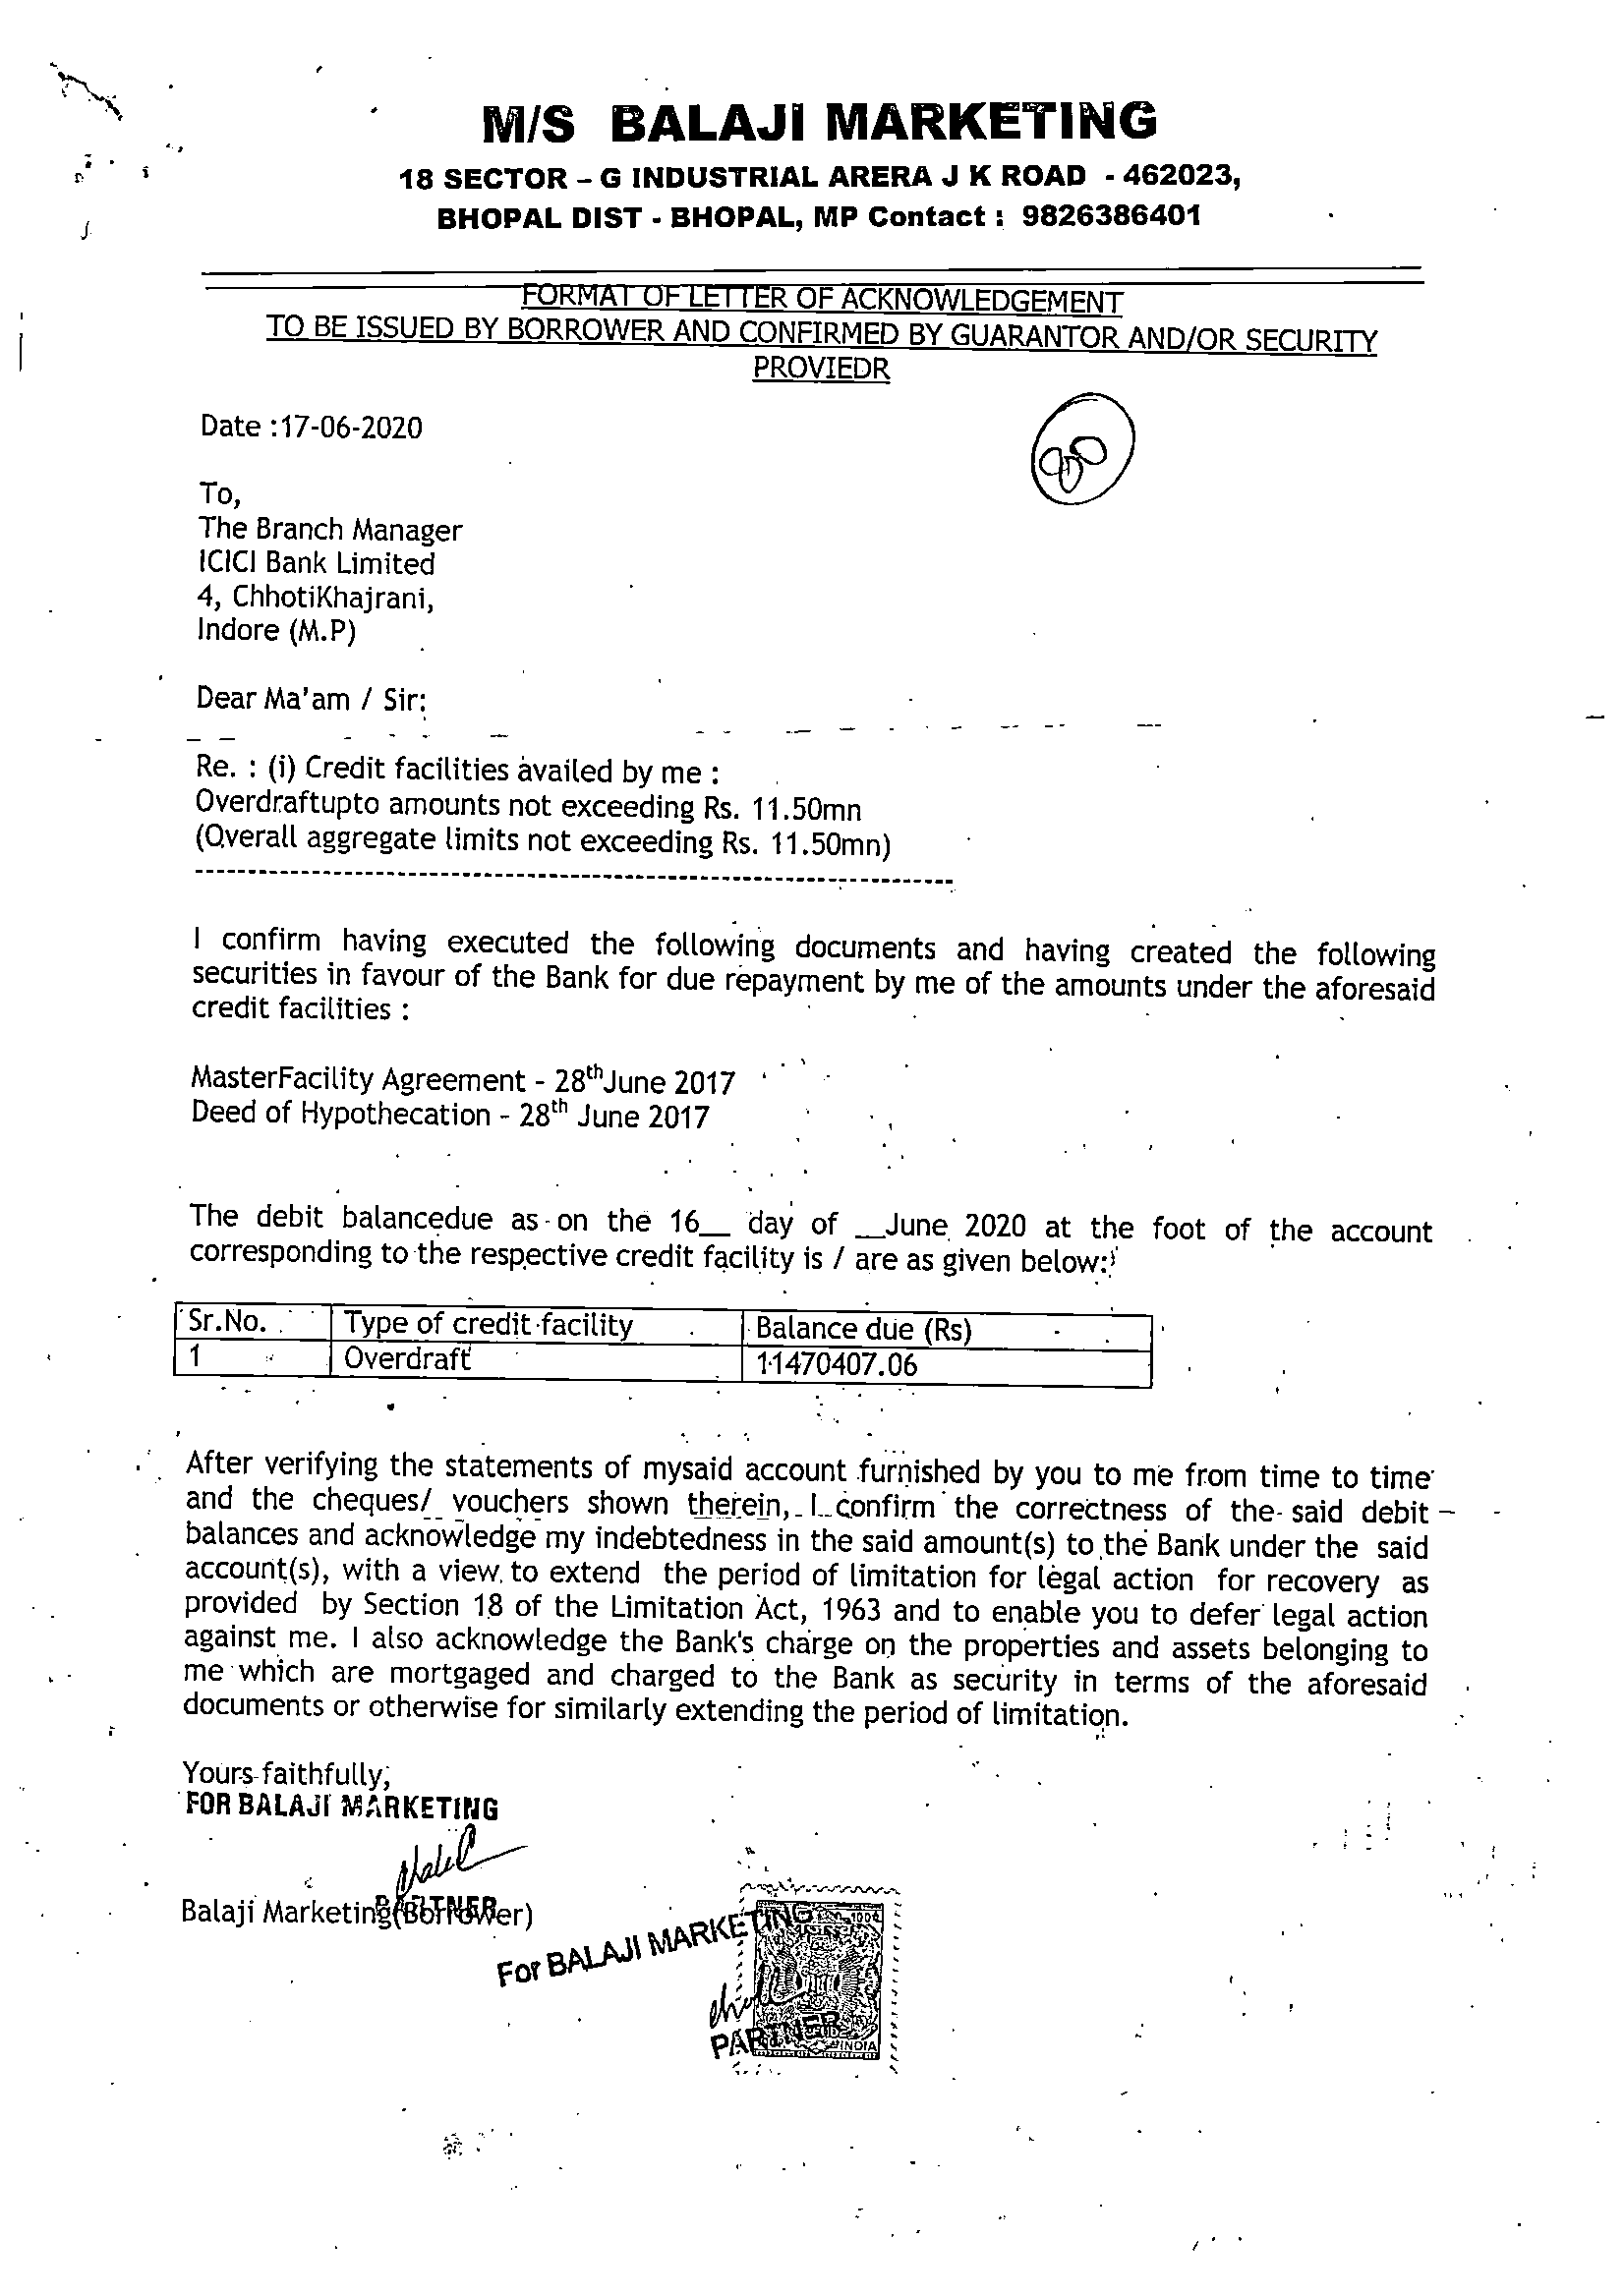 M/S BALAJI MARKETING
18 SECTOR – G INDUSTRIAL ARERA J K ROAD - 462023,
BHOPAL DIST - BHOPAL, MP Contact : 9826386401
FORMAT OF LETTER OF ACKNOWLEDGEMENT
TO BE ISSUED BY BORROWER AND CONFIRMED BY GUARANTOR AND/OR SECURITY
PROVIEDR
Date :17-06-2020
To,
The Branch Manager
ICICI Bank Limited
4, ChhotiKhajrani,
Indore (M.P)
Dear Ma'am / Sir:
Re. : (i) Credit facilities availed by me :
Overdraftupto amounts not exceeding Rs. 11.50mn
(Overall aggregate limits not exceeding Rs. 11.50mn)
I confirm having executed the following documents and having created the following
securities in favour of the Bank for due repayment by me of the amounts under the aforesaid
credit facilities :
MasterFacility Agreement - 28thJune 2017
Deed of Hypothecation - 28th June 2017
The debit balancedue as on the 16__ day of __June 2020 at the foot of the account
corresponding to the respective credit facility is / are as given below:
Sr.No. Type of credit facility Balance due (Rs)
1 Overdraft 11470407.06
After verifying the statements of mysaid account furnished by you to me from time to time
and the cheques/ vouchers shown therein, I confirm the correctness of the said debit
balances and acknowledge my indebtedness in the said amount(s) to the Bank under the said
account(s), with a view to extend the period of limitation for legal action for recovery as
provided by Section 18 of the Limitation Act, 1963 and to enable you to defer legal action
against me. I also acknowledge the Bank's charge on the properties and assets belonging to
me which are mortgaged and charged to the Bank as security in terms of the aforesaid
documents or otherwise for similarly extending the period of limitation.
Yours faithfully,
FOR BALAJI MARKETING
PARTNER
Balaji Marketing(Borrower)
For BALAJI MARKETING
PARTNER
INDIA